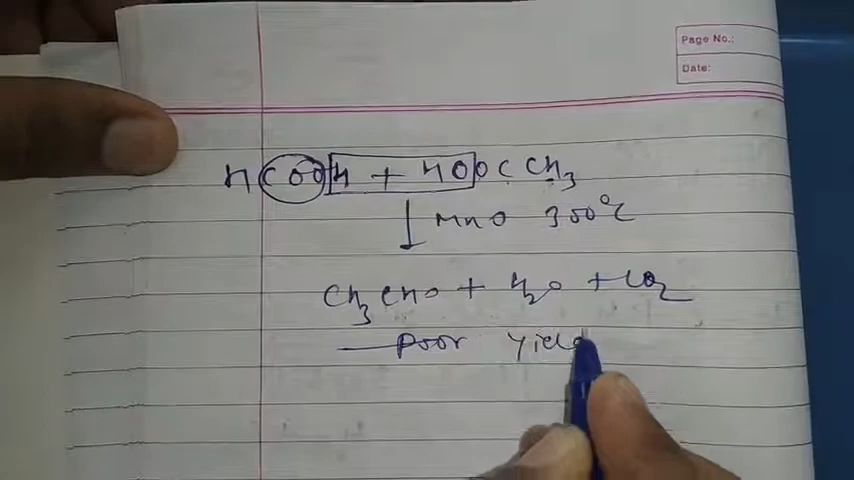 Page No.:
Date:
HCOOH + HOOCCH₃
↓ MnO 300°C
CH₃CHO + H₂O + CO₂
— Poor Yield